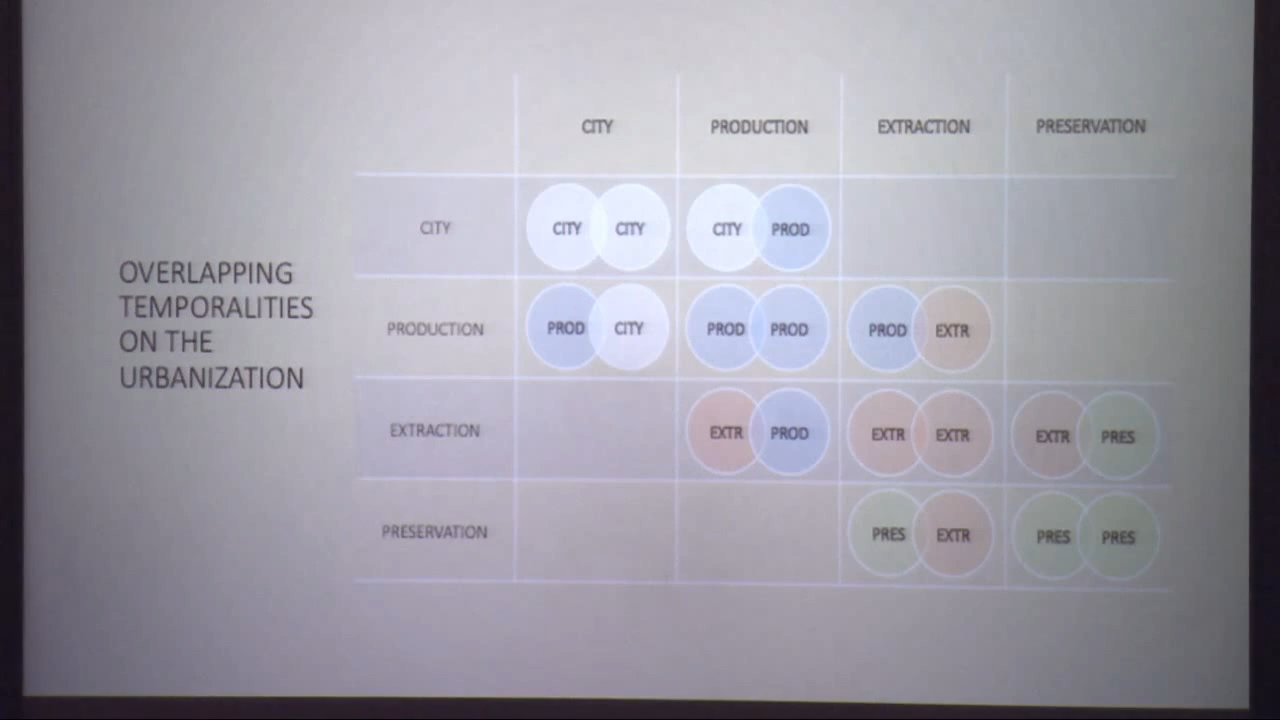 CITY PRODUCTION EXTRACTION PRESERVATION
CITY CITY CITY CITY PROD
OVERLAPPING
TEMPORALITIES
ON THE
URBANIZATION
PRODUCTION PROD CITY PROD PROD PROD EXTR
EXTRACTION EXTR PROD EXTR EXTR EXTR PRES
PRESERVATION PRES EXTR PRES PRES